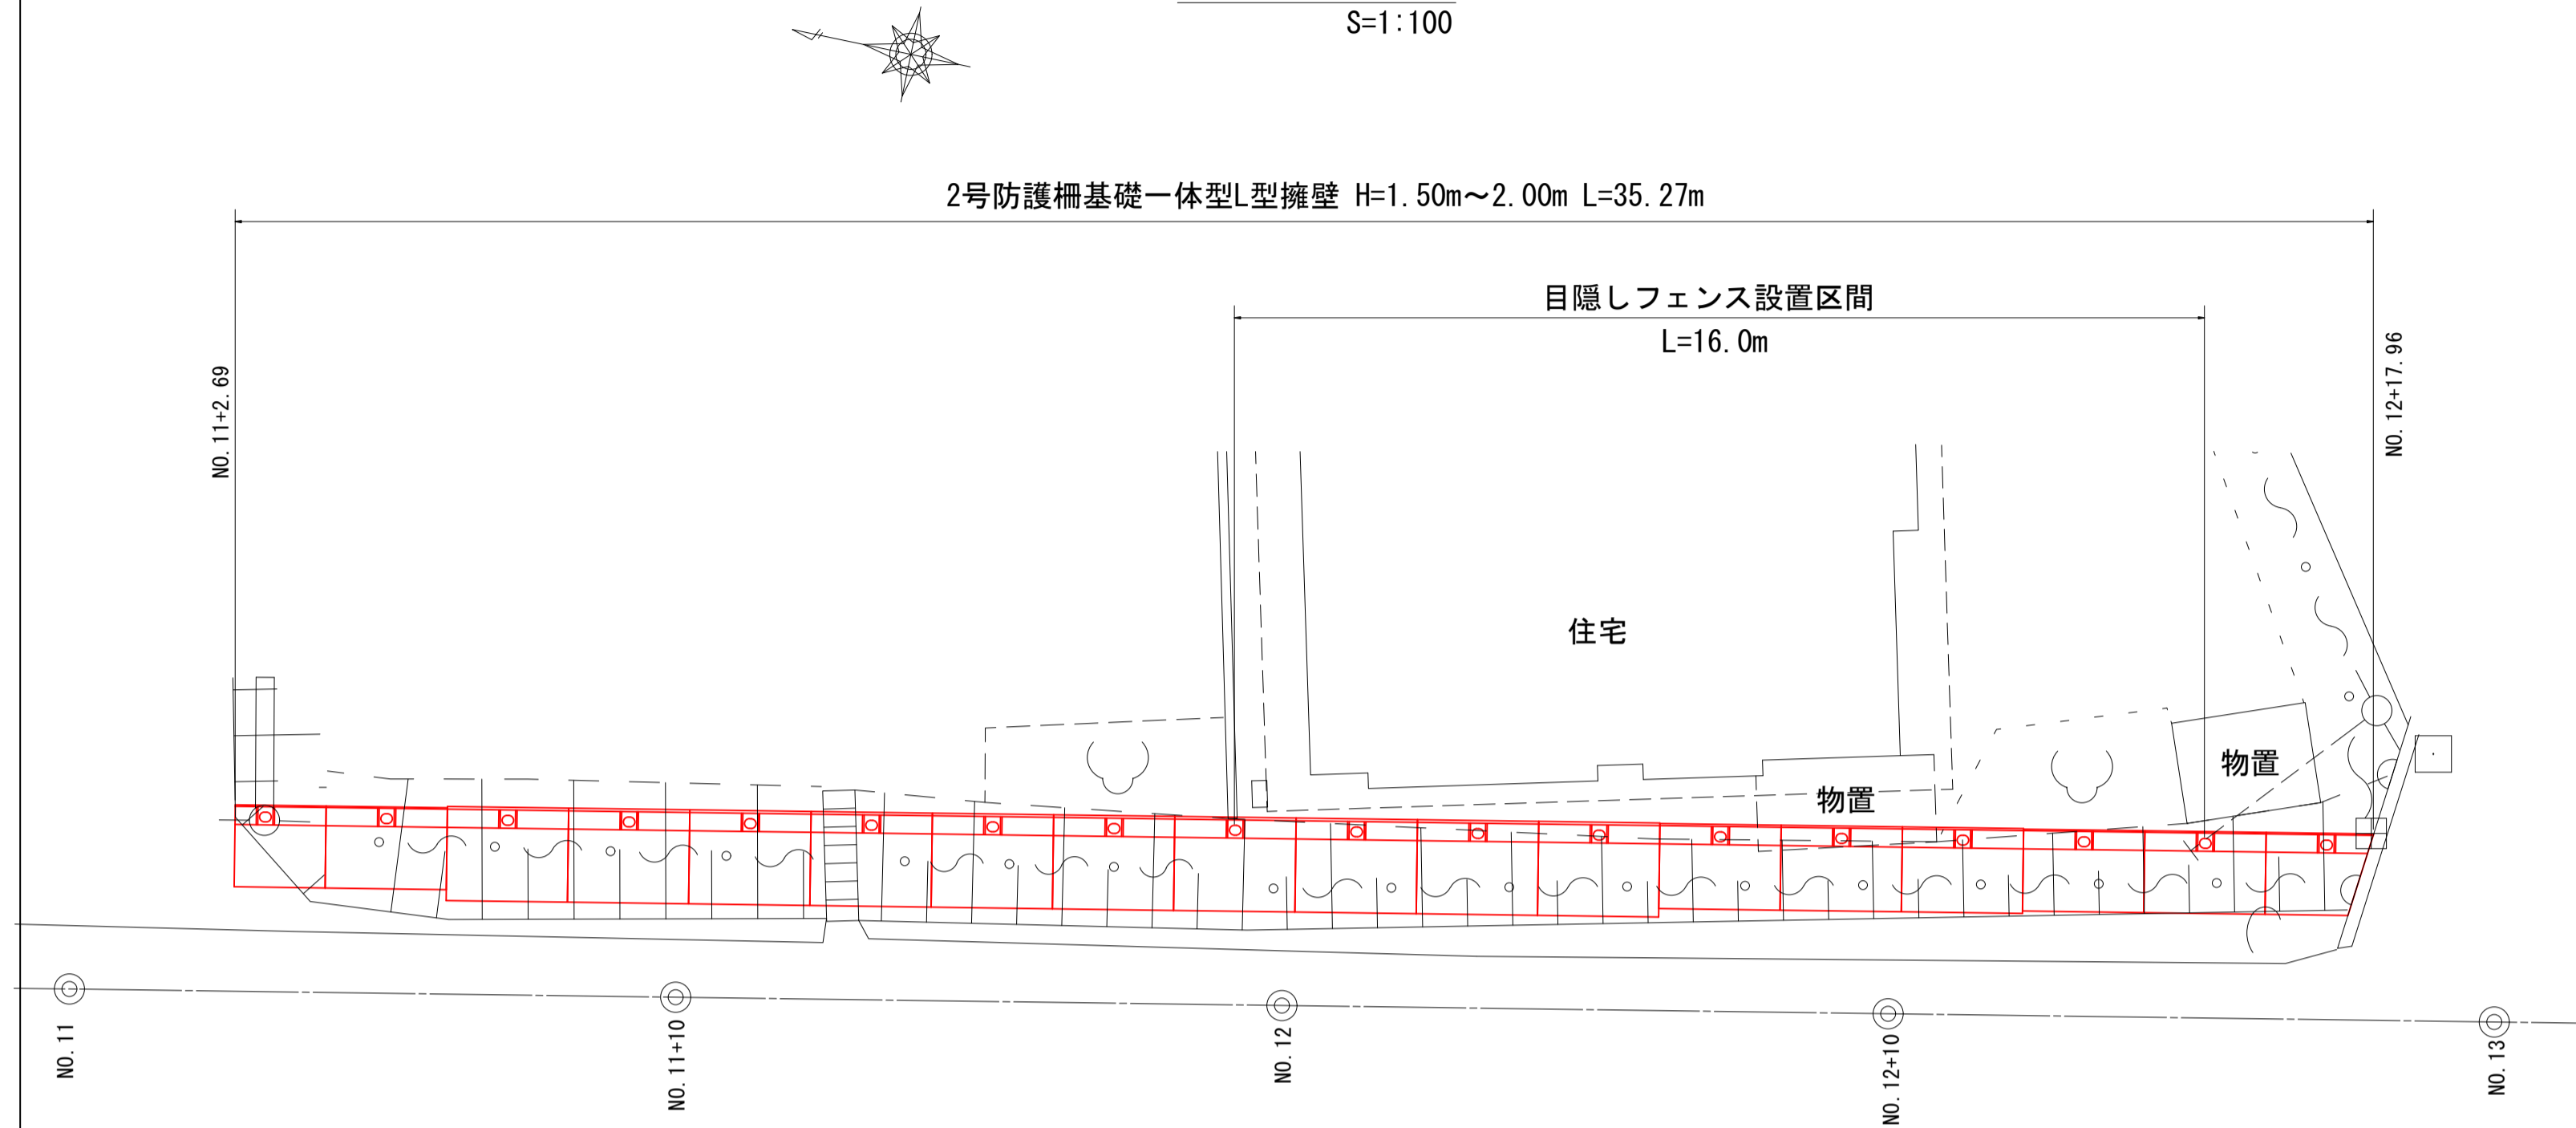 S=1:100
2号防護柵基礎一体型L型擁壁 H=1.50m～2.00m L=35.27m
目隠しフェンス設置区間
L=16.0m
NO.11+2.69
NO.12+17.96
住宅
物置
物置
NO.11
NO.11+10
NO.12
NO.12+10
NO.13